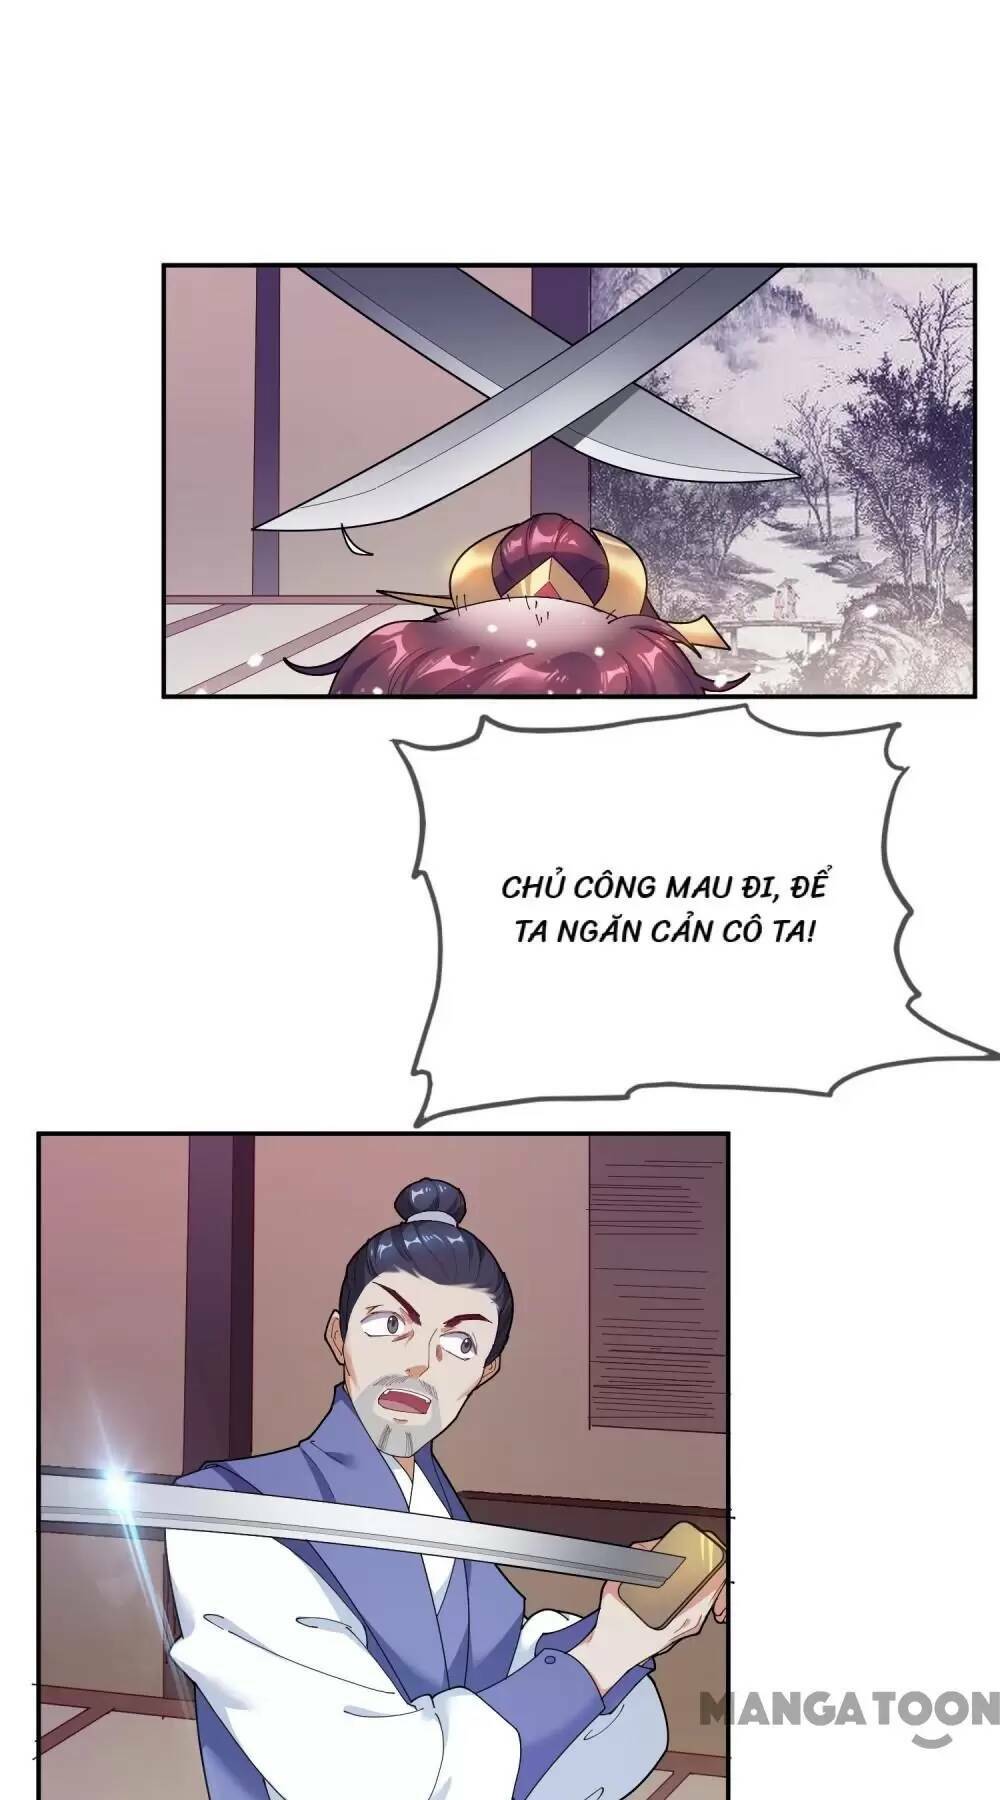 CHỦ CÔNG MAU ĐI, ĐỂ
TA NGĂN CẢN CÔ TA!
MANGATOON